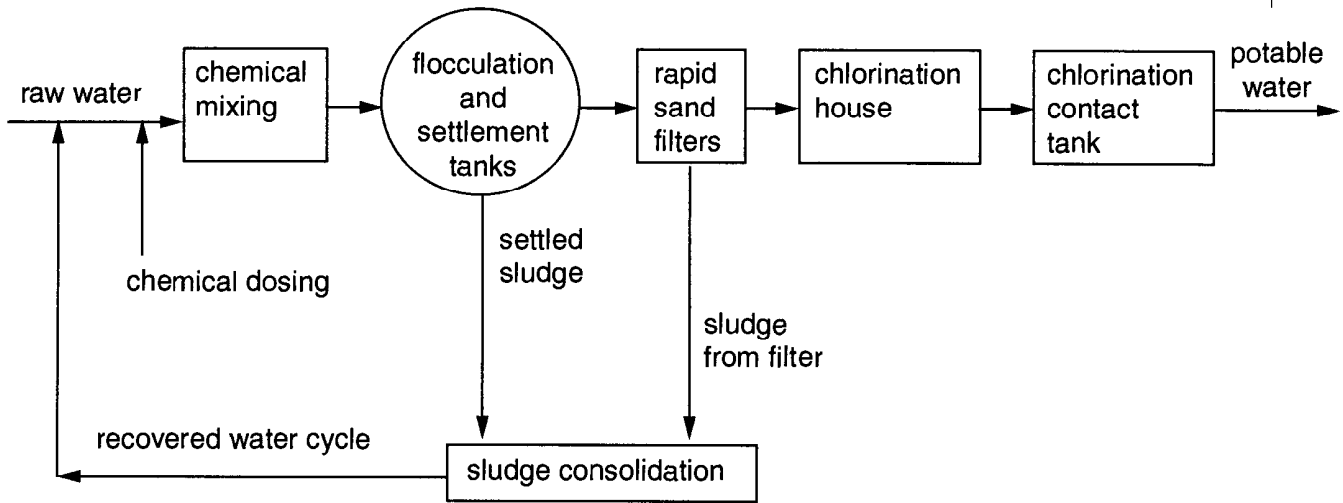 raw water
chemical
mixing
flocculation
and
settlement
tanks
rapid
sand
filters
chlorination
house
chlorination
contact
tank
potable
water
chemical dosing
settled
sludge
sludge
from filter
recovered water cycle
sludge consolidation